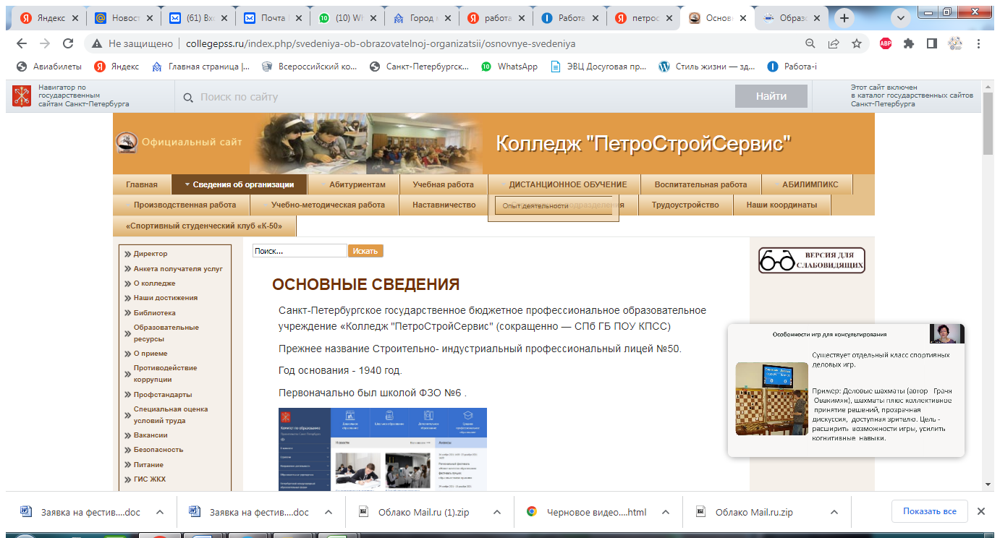 Яндекс
Новост
(61) Вхо
Почта
(10) Wh
Город
работа
Работа
петрос
Основн
Образо
Не защищено
collegepss.ru/index.php/svedeniya-ob-obrazovatelnoj-organizatsii/osnovnye-svedeniya
ABP
Авиабилеты
Яндекс
Главная страница |...
Всероссийский ко...
Санкт-Петербургск...
WhatsApp
ЭВЦ Досуговая пр...
Стиль жизни — зд...
Работа-i
Навигатор по
государственным
сайтам Санкт-Петербурга
Поиск по сайту
Найти
Этот сайт включен
в каталог государственных сайтов
Санкт-Петербурга
Официальный сайт
Колледж "ПетроСтройСервис"
Главная
Сведения об организации
Абитуриентам
Учебная работа
ДИСТАНЦИОННОЕ ОБУЧЕНИЕ
Воспитательная работа
АБИЛИМПИКС
Производственная работа
Учебно-методическая работа
Наставничество
Опыт деятельности
Трудоустройство
Наши координаты
«Спортивный студенческий клуб «К-50»
Директор
Анкета получателя услуг
О колледже
Наши достижения
Библиотека
Образовательные
ресурсы
О приеме
Противодействие
коррупции
Профстандарты
Специальная оценка
условий труда
Вакансии
Безопасность
Питание
ГИС ЖКХ
Поиск...
Искать
ОСНОВНЫЕ СВЕДЕНИЯ
Санкт-Петербургское государственное бюджетное профессиональное образовательное
учреждение «Колледж "ПетроСтройСервис" (сокращенно — СПб ГБ ПОУ КПСС)
Прежнее название Строительно- индустриальный профессиональный лицей №50.
Год основания - 1940 год.
Первоначально был школой ФЗО №6 .
Комитет по образованию
Новости
Анонсы
ВЕРСИЯ ДЛЯ
СЛАБОВИДЯЩИХ
Особенности игр для консультирования
Существует отдельный класс спортивных
деловых игр.
Пример: Деловые шахматы (автор Грачя
Овакимян), шахматы плюс коллективное
принятие решений, прозрачная
дискуссия, доступная зрителю. Цель -
расширить возможности игры, усилить
когнитивные навыки.
Заявка на фестив....doc
Заявка на фестив....doc
Облако Mail.ru (1).zip
Черновое видео....html
Облако Mail.ru.zip
Показать все